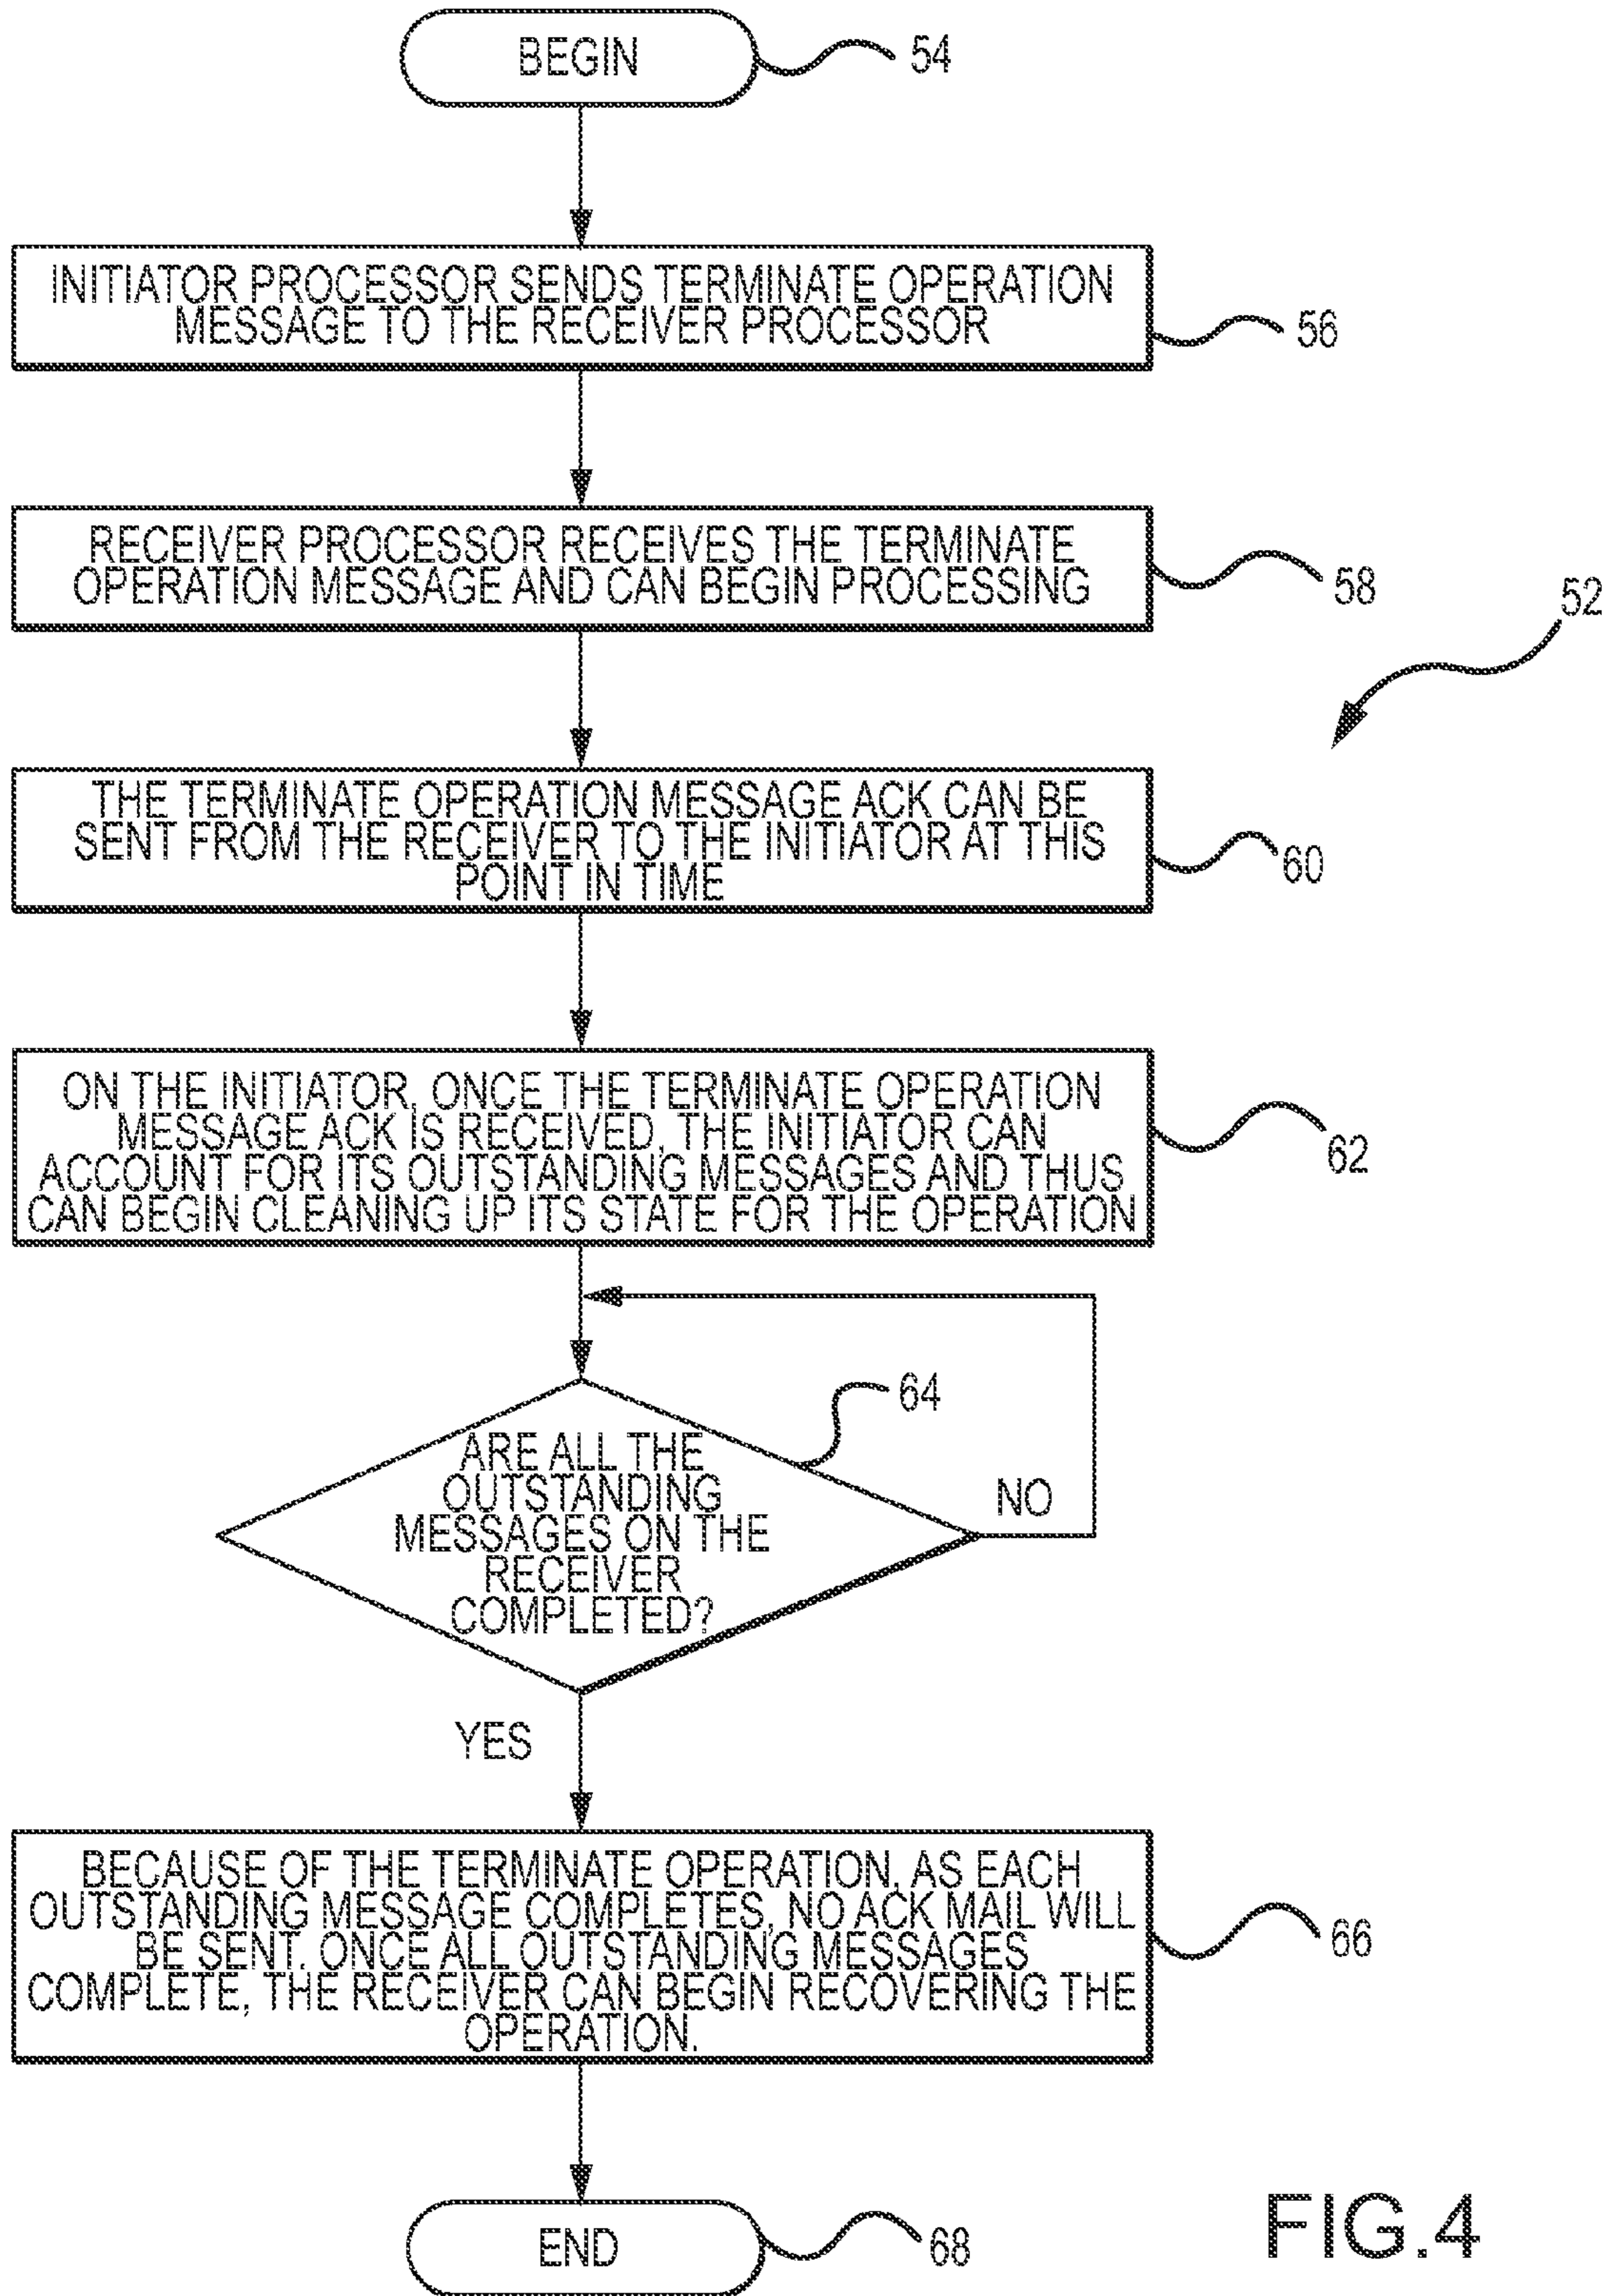 BEGIN
54
INITIATOR PROCESSOR SENDS TERMINATE OPERATION
MESSAGE TO THE RECEIVER PROCESSOR
56
RECEIVER PROCESSOR RECEIVES THE TERMINATE
OPERATION MESSAGE AND CAN BEGIN PROCESSING
58
52
THE TERMINATE OPERATION MESSAGE ACK CAN BE
SENT FROM THE RECEIVER TO THE INITIATOR AT THIS
POINT IN TIME
60
ON THE INITIATOR, ONCE THE TERMINATE OPERATION
MESSAGE ACK IS RECEIVED, THE INITIATOR CAN
ACCOUNT FOR ITS OUTSTANDING MESSAGES AND THUS
CAN BEGIN CLEANING UP ITS STATE FOR THE OPERATION
62
64
ARE ALL THE
OUTSTANDING
MESSAGES ON THE
RECEIVER
COMPLETED?
NO
YES
BECAUSE OF THE TERMINATE OPERATION, AS EACH
OUTSTANDING MESSAGE COMPLETES, NO ACK MAIL WILL
BE SENT. ONCE ALL OUTSTANDING MESSAGES
COMPLETE, THE RECEIVER CAN BEGIN RECOVERING THE
OPERATION.
66
END
68
FIG.4